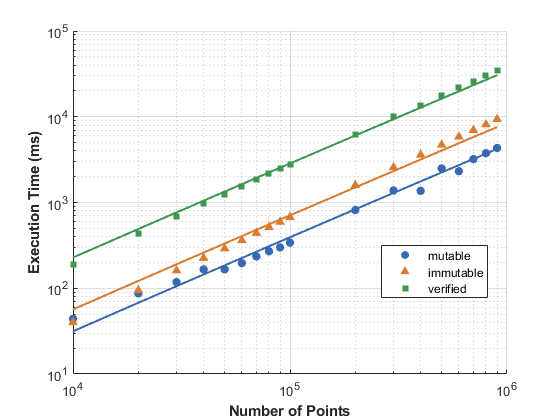 10^5
10^4
10^3
10^2
10^1
Execution Time (ms)
mutable
immutable
verified
10^4
10^5
10^6
Number of Points